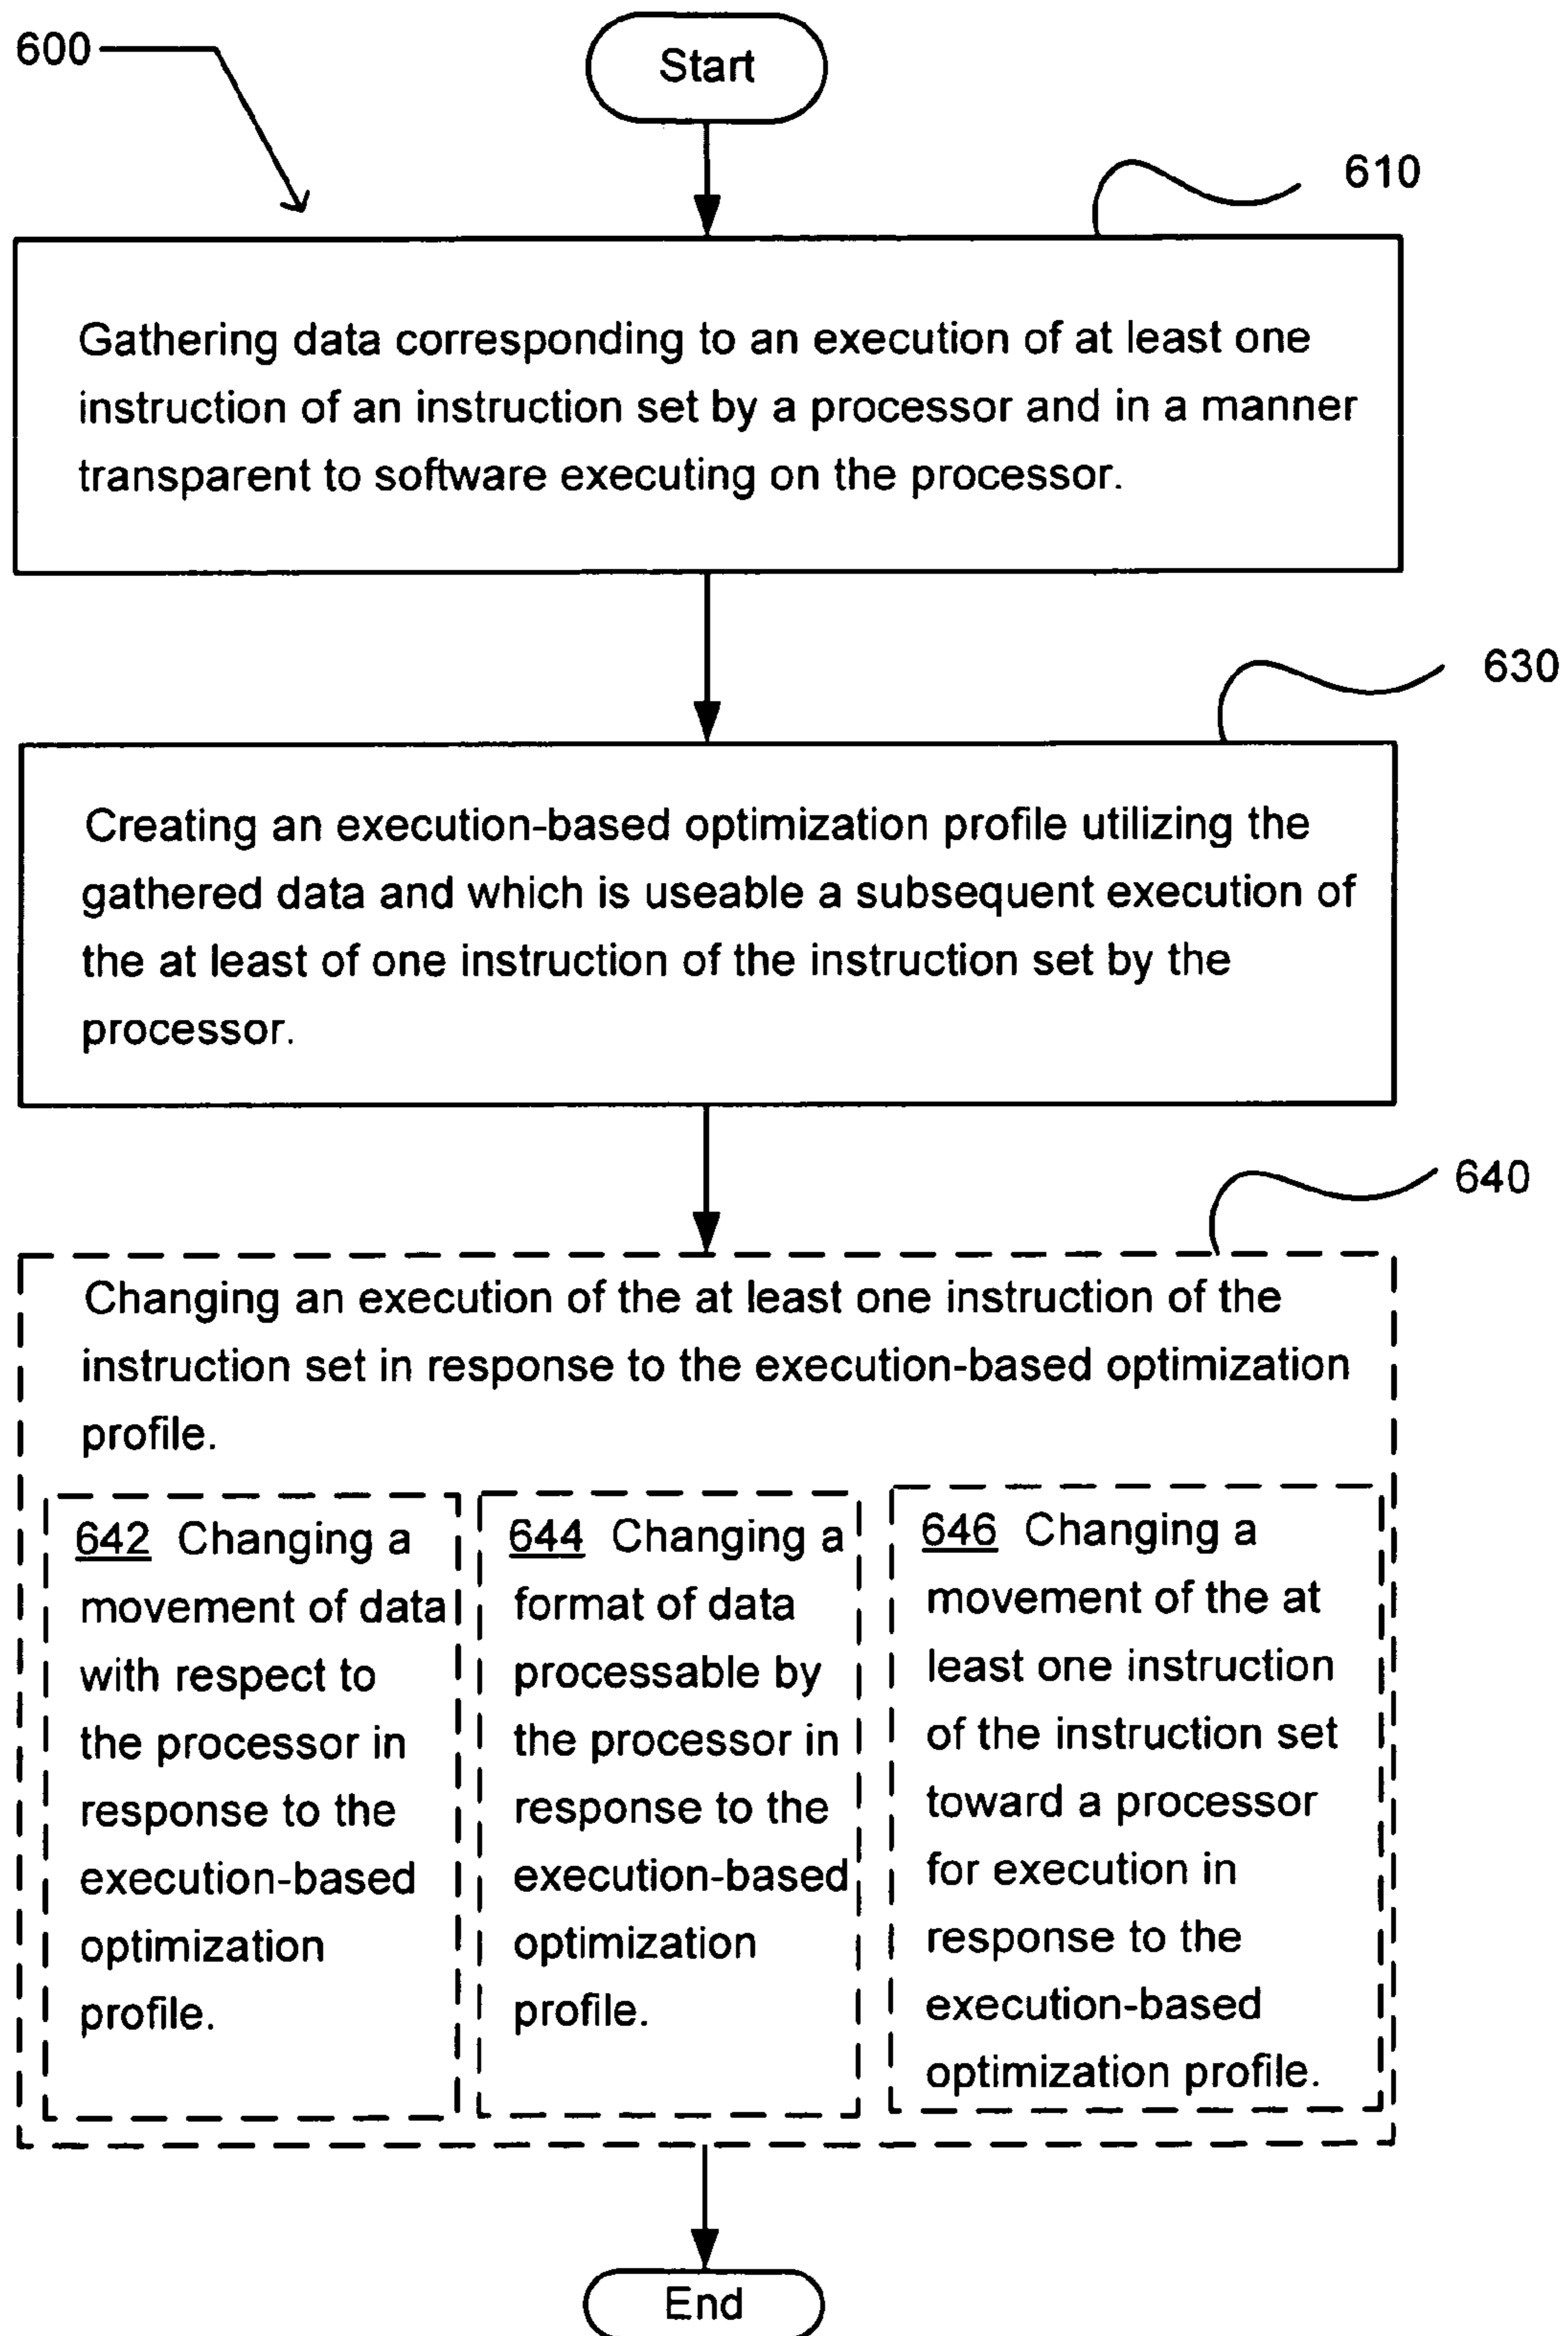 600
Start
610
Gathering data corresponding to an execution of at least one
instruction of an instruction set by a processor and in a manner
transparent to software executing on the processor.
630
Creating an execution-based optimization profile utilizing the
gathered data and which is useable a subsequent execution of
the at least of one instruction of the instruction set by the
processor.
640
Changing an execution of the at least one instruction of the
instruction set in response to the execution-based optimization
profile.
642 Changing a
movement of data
with respect to
the processor in
response to the
execution-based
optimization
profile.
644 Changing a
format of data
processable by
the processor in
response to the
execution-based
optimization
profile.
646 Changing a
movement of the at
least one instruction
of the instruction set
toward a processor
for execution in
response to the
execution-based
optimization profile.
End